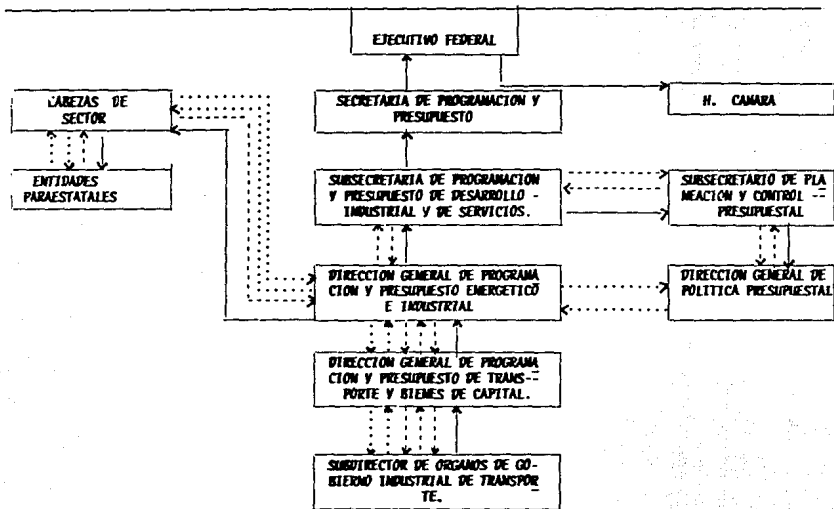 EJECUTIVO FEDERAL
CABEZAS DE
SECTOR
SECRETARIA DE PROGRAMACION Y
PRESUPUESTO
H. CAMARA
ENTIDADES
PARAESTATALES
SUBSECRETARIA DE PROGRAMACION
Y PRESUPUESTO DE DESARROLLO -
INDUSTRIAL Y DE SERVICIOS.
SUBSECRETARIO DE PLA
NEACION Y CONTROL --
PRESUPUESTAL
DIRECCION GENERAL DE PROGRAMA
CION Y PRESUPUESTO ENERGETICO
E INDUSTRIAL
DIRECCION GENERAL DE
POLITICA PRESUPUESTAL
DIRECCION GENERAL DE PROGRAMA
CION Y PRESUPUESTO DE TRANS--
PORTE Y BIENES DE CAPITAL.
SUBDIRECTOR DE ORGANOS DE GO-
BIERNO INDUSTRIAL DE TRANSPOR
TE.